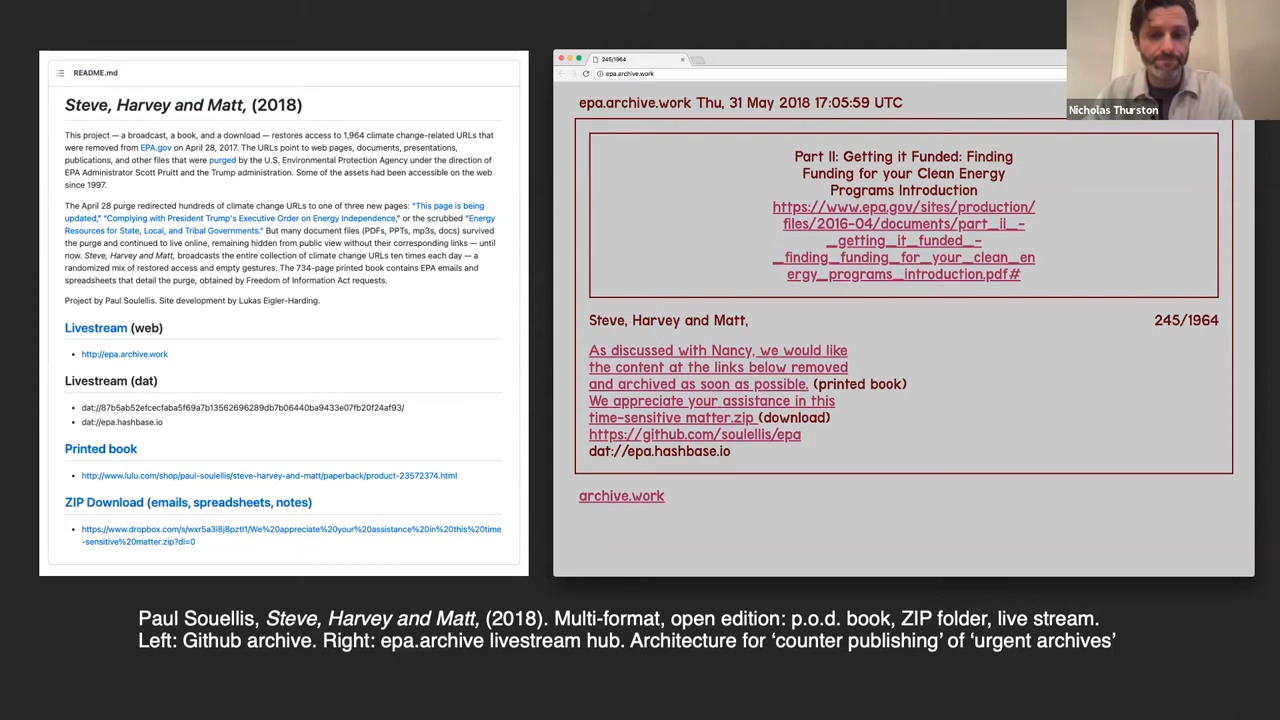 README.md
Steve, Harvey and Matt, (2018)
This project — a broadcast, a book, and a download — restores access to 1,964 climate change-related URLs that
were removed from EPA.gov on April 28, 2017. The URLs point to web pages, documents, presentations,
publications, and other files that were purged by the U.S. Environmental Protection Agency under the direction of
EPA Administrator Scott Pruitt and the Trump administration. Some of the assets had been accessible on the web
since 1997.
The April 28 purge redirected hundreds of climate change URLs to one of three new pages: “This page is being
updated,” “Complying with President Trump's Executive Order on Energy Independence,” or the scrubbed “Energy
Resources for State, Local, and Tribal Governments.” But many document files (PDFs, PPTs, mp3s, docs) survived
the purge and continued to live online, remaining hidden from public view without their corresponding links — until
now. Steve, Harvey and Matt, broadcasts the entire collection of climate change URLs ten times each day — a
randomized mix of restored access and empty gestures. The 734-page printed book contains EPA emails and
spreadsheets that detail the purge, obtained by Freedom of Information Act requests.
Project by Paul Soulellis. Site development by Lukas Eigler-Harding.
Livestream (web)
• http://epa.archive.work
Livestream (dat)
• dat://87b5ab52efcecfaba5f69a7b13562696289db7b06440ba9433e07fb20f24af93/
• dat://epa.hashbase.io
Printed book
• http://www.lulu.com/shop/paul-soulellis/steve-harvey-and-matt/paperback/product-23572374.html
ZIP Download (emails, spreadsheets, notes)
• https://www.dropbox.com/s/wxr5a3l8j8pztl1/We%20appreciate%20your%20assistance%20in%20this%20time
-sensitive%20matter.zip?dl=0
245/1964
epa.archive.work
epa.archive.work Thu, 31 May 2018 17:05:59 UTC
Part II: Getting it Funded: Finding
Funding for your Clean Energy
Programs Introduction
https://www.epa.gov/sites/production/
files/2016-04/documents/part_ii_-
_getting_it_funded_-
_finding_funding_for_your_clean_en
ergy_programs_introduction.pdf#
Steve, Harvey and Matt, 245/1964
As discussed with Nancy, we would like
the content at the links below removed
and archived as soon as possible. (printed book)
We appreciate your assistance in this
time-sensitive matter.zip (download)
https://github.com/soulellis/epa
dat://epa.hashbase.io
archive.work
Nicholas Thurston
Paul Souellis, Steve, Harvey and Matt, (2018). Multi-format, open edition: p.o.d. book, ZIP folder, live stream.
Left: Github archive. Right: epa.archive livestream hub. Architecture for ‘counter publishing’ of ‘urgent archives’